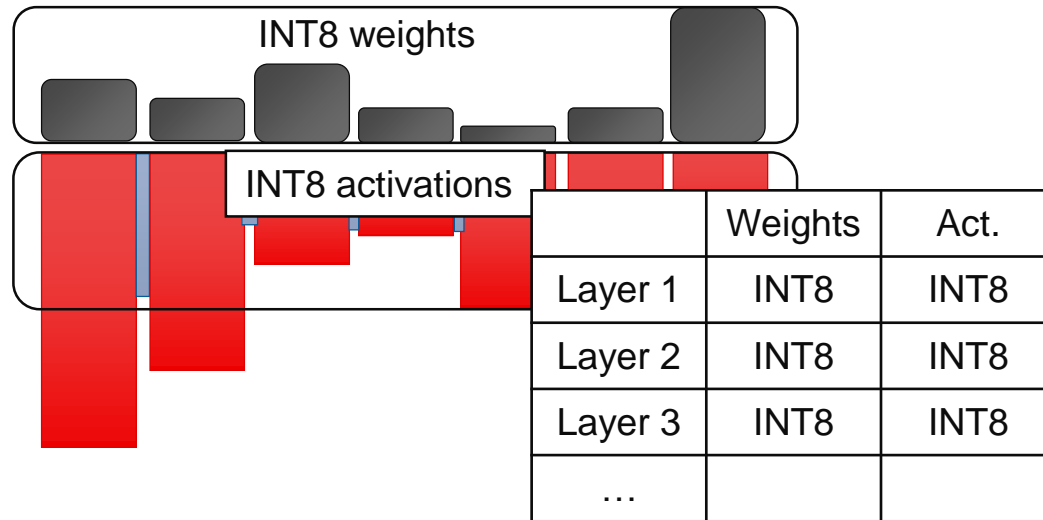 INT8 weights
INT8 activations
Weights Act.
Layer 1 INT8 INT8
Layer 2 INT8 INT8
Layer 3 INT8 INT8
…